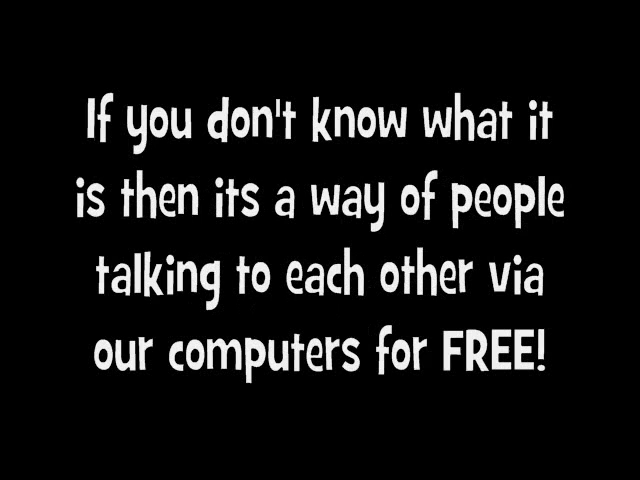 If you don't know what it
is then its a way of people
talking to each other via
our computers for FREE!